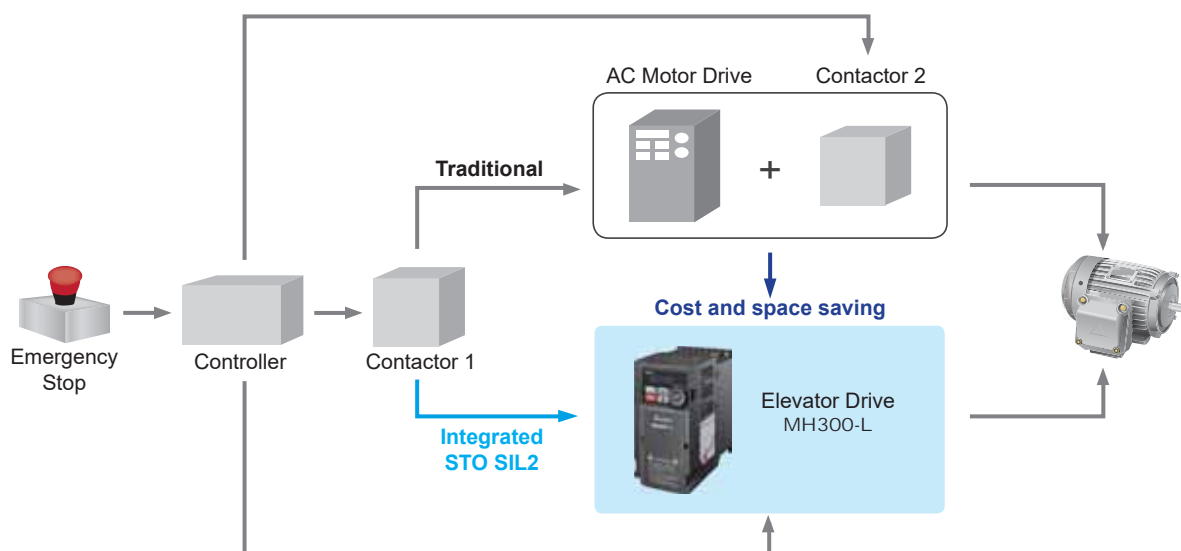 AC Motor Drive
Contactor 2
Traditional
+
Cost and space saving
Emergency
Stop
Controller
Contactor 1
Integrated
STO SIL2
Elevator Drive
MH300-L